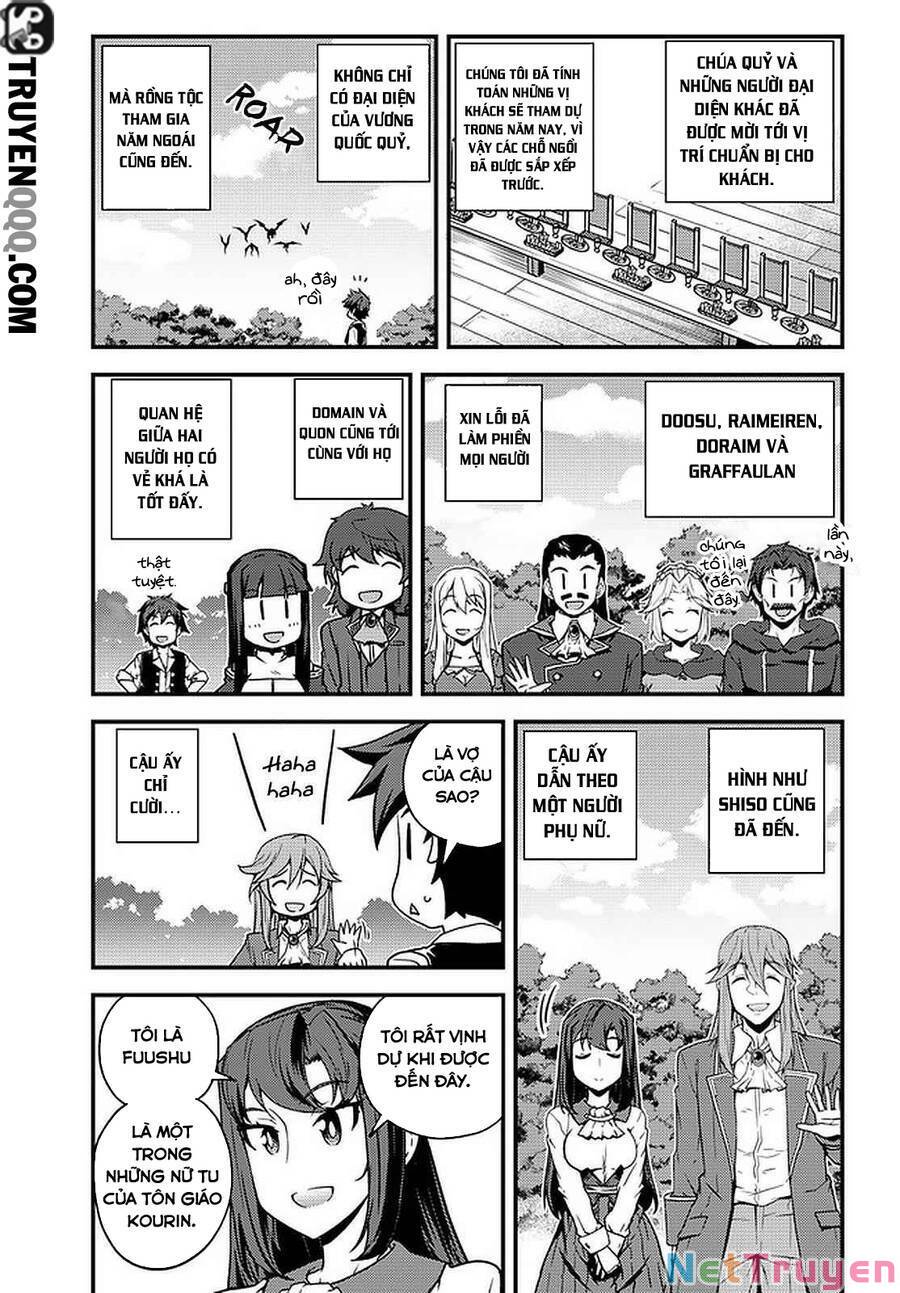 TRUYENQQQ.COM
CHÚA QUỶ VÀ
NHỮNG NGƯỜI ĐẠI
DIỆN KHÁC ĐÃ
ĐƯỢC MỜI TỚI VỊ
TRÍ CHUẨN BỊ CHO
KHÁCH.
CHÚNG TÔI ĐÃ TÍNH
TOÁN NHỮNG VỊ
KHÁCH SẼ THAM DỰ
TRONG NĂM NAY, VÌ
VẬY CÁC CHỖ NGỒI
ĐÃ ĐƯỢC SẮP XẾP
TRƯỚC.
KHÔNG CHỈ
CÓ ĐẠI DIỆN
CỦA VƯƠNG
QUỐC QUỶ,
ROAR
MÀ RỒNG TỘC
THAM GIA
NĂM NGOÁI
CŨNG ĐẾN.
ah, đây
rồi
DOOSU, RAIMEIREN,
DORAIM VÀ
GRAFFAULAN
XIN LỖI ĐÃ
LÀM PHIỀN
MỌI NGƯỜI
lần
này,
chúng
tôi lại
đến
đây.
DOMAIN VÀ
QUON CŨNG TỚI
CÙNG VỚI HỌ
QUAN HỆ
GIỮA HAI
NGƯỜI HỌ CÓ
VẺ KHÁ LÀ
TỐT ĐẤY.
thật
tuyệt.
HÌNH NHƯ
SHISO CŨNG
ĐÃ ĐẾN.
CẬU ẤY
DẪN THEO
MỘT NGƯỜI
PHỤ NỮ.
LÀ VỢ
CỦA CẬU
SAO?
Haha
haha
CẬU ẤY
CHỈ
CƯỜI...
TÔI RẤT VỊNH
DỰ KHI ĐƯỢC
ĐẾN ĐÂY.
TÔI LÀ
FUUSHU
LÀ MỘT
TRONG
NHỮNG NỮ TU
CỦA TÔN GIÁO
KOURIN.
NetTruyen